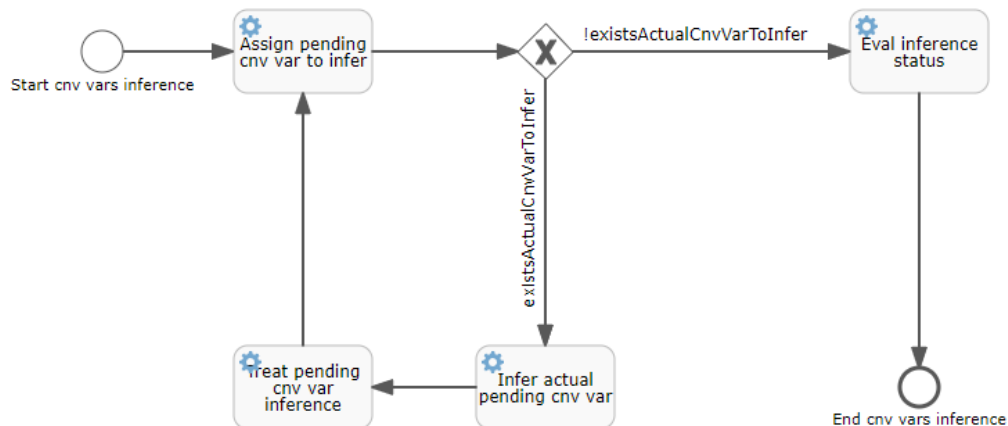 Start cnv vars inference
Assign pending
cnv var to infer
!existsActualCnvVarToInfer
Eval inference
status
existsActualCnvVarToInfer
Treat pending
cnv var
inference
Infer actual
pending cnv var
End cnv vars inference